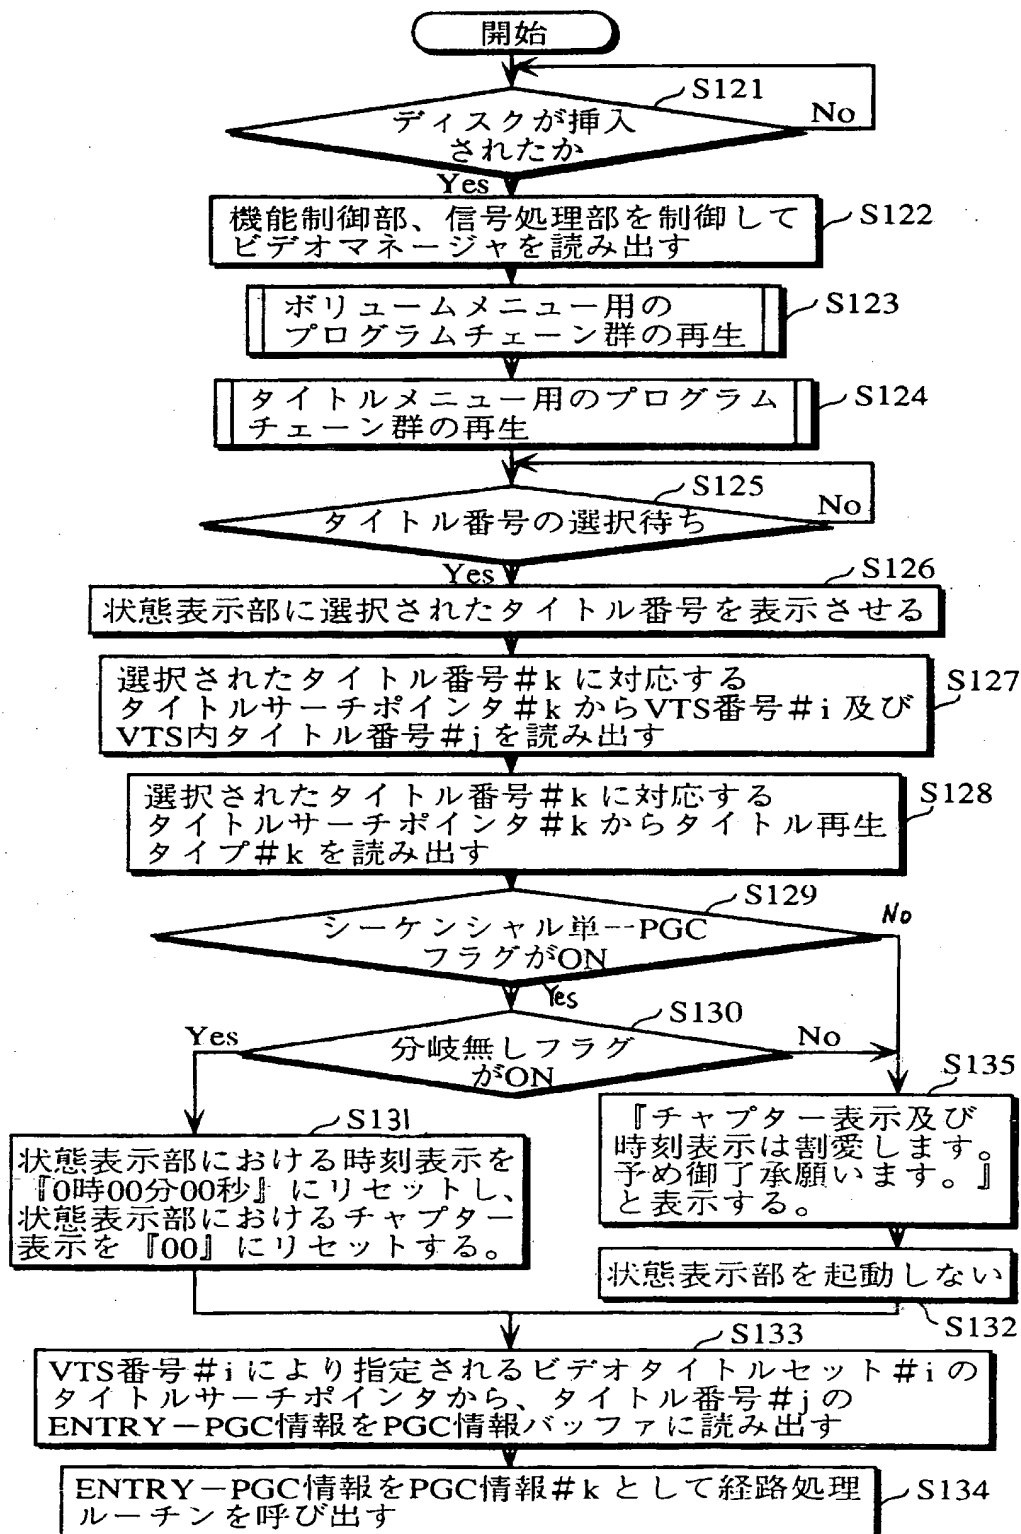 開始
S121
ディスクが挿入
されたか
No
Yes
機能制御部、信号処理部を制御して
ビデオマネージャを読み出す
S122
ボリュームメニュー用の
プログラムチェーン群の再生
S123
タイトルメニュー用のプログラム
チェーン群の再生
S124
S125
タイトル番号の選択待ち
No
Yes
S126
状態表示部に選択されたタイトル番号を表示させる
選択されたタイトル番号#kに対応する
タイトルサーチポインタ#kからVTS番号#i及び
VTS内タイトル番号#jを読み出す
S127
選択されたタイトル番号#kに対応する
タイトルサーチポインタ#kからタイトル再生
タイプ#kを読み出す
S128
S129
シーケンシャル単一PGC
フラグがON
No
Yes
S130
分岐無しフラグ
がON
Yes
No
S131
状態表示部における時刻表示を
『0時00分00秒』にリセットし、
状態表示部におけるチャプター
表示を『00』にリセットする。
S135
『チャプター表示及び
時刻表示は割愛します。
予め御了承願います。』
と表示する。
状態表示部を起動しない
S132
S133
VTS番号#iにより指定されるビデオタイトルセット#iの
タイトルサーチポインタから、タイトル番号#jの
ENTRY－PGC情報をPGC情報バッファに読み出す
ENTRY－PGC情報をPGC情報#kとして経路処理
ルーチンを呼び出す
S134